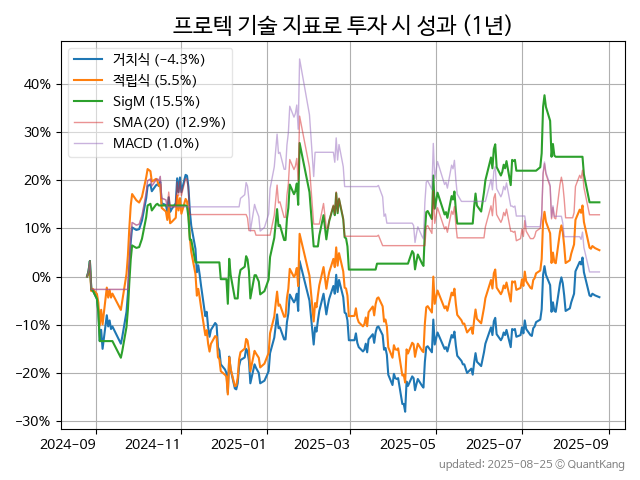 프로텍 기술 지표로 투자 시 성과 (1년)
거치식 (−4.3%)
적립식 (5.5%)
SigM (15.5%)
SMA(20) (12.9%)
MACD (1.0%)
40%
30%
20%
10%
0%
−10%
−20%
−30%
2024-09
2024-11
2025-01
2025-03
2025-05
2025-07
2025-09
updated: 2025-08-25 © QuantKang